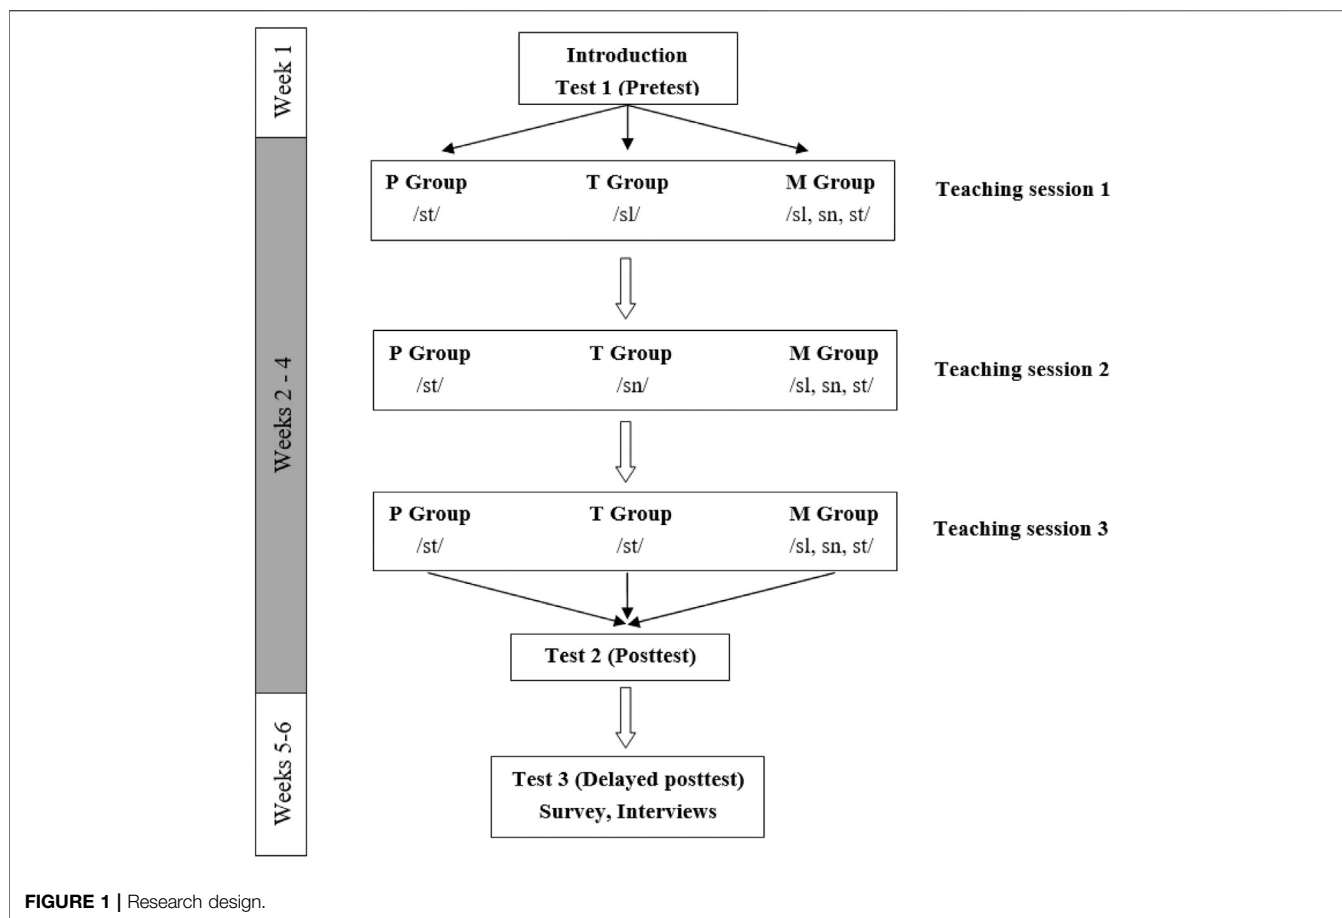 Week 1
Introduction
Test 1 (Pretest)
P Group T Group M Group
/st/ /sl/ /sl, sn, st/
Teaching session 1
Weeks 2 - 4
P Group T Group M Group
/st/ /sn/ /sl, sn, st/
Teaching session 2
P Group T Group M Group
/st/ /st/ /sl, sn, st/
Teaching session 3
Test 2 (Posttest)
Weeks 5-6
Test 3 (Delayed posttest)
Survey, Interviews
FIGURE 1 | Research design.